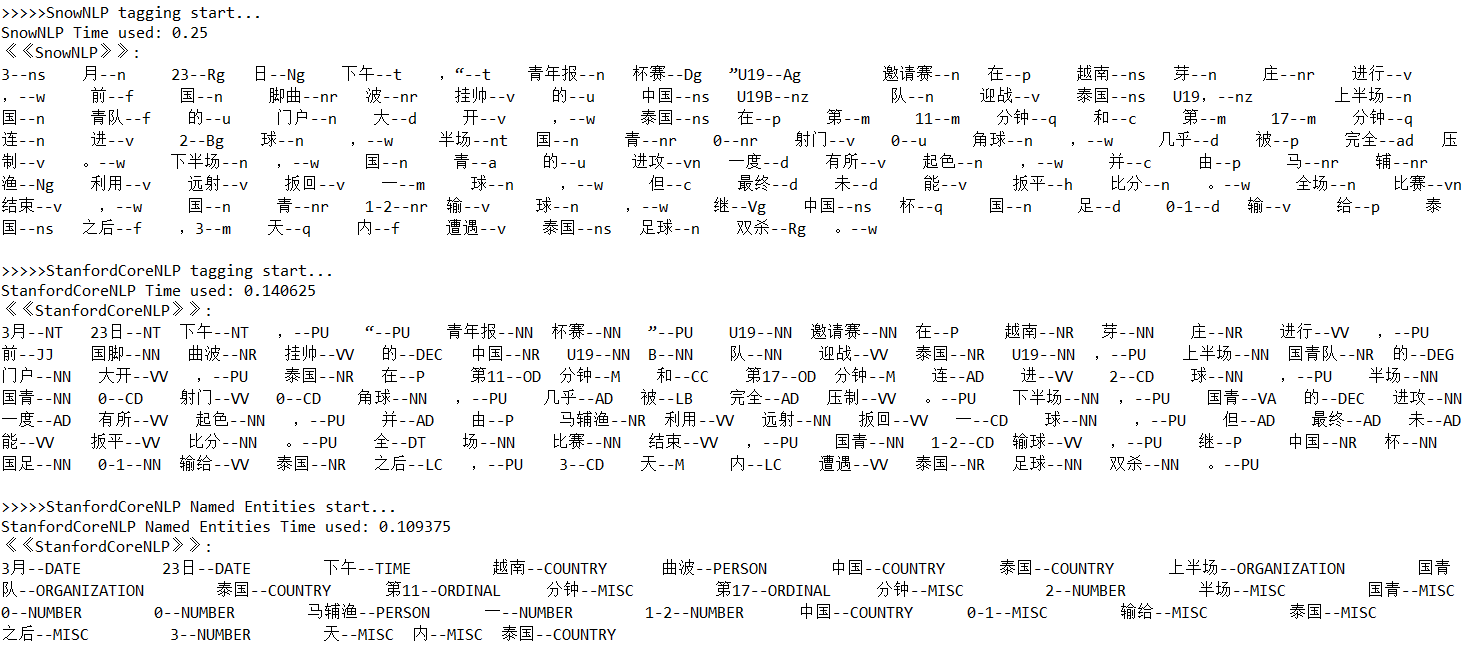 >>>>>SnowNLP tagging start...
SnowNLP Time used: 0.25
《《SnowNLP》》:
3--ns 月--n 23--Rg 日--Ng 下午--t ，“--t 青年报--n 杯赛--Dg ”U19--Ag 邀请赛--n 在--p 越南--ns 芽--n 庄--nr 进行--v
，--w 前--f 国--n 脚曲--nr 波--nr 挂帅--v 的--u 中国--ns U19B--nz 队--n 迎战--v 泰国--ns U19，--nz 上半场--n
国--n 青队--f 的--u 门户--n 大--d 开--v ，--w 泰国--ns 在--p 第--m 11--m 分钟--q 和--c 第--m 17--m 分钟--q
连--n 进--v 2--Bg 球--n ，--w 半场--nt 国--n 青--nr 0--nr 射门--v 0--u 角球--n ，--w 几乎--d 被--p 完全--ad 压
制--v 。--w 下半场--n ，--w 国--n 青--a 的--u 进攻--vn 一度--d 有所--v 起色--n ，--w 并--c 由--p 马--nr 辅--nr
渔--Ng 利用--v 远射--v 扳回--v 一--m 球--n ，--w 但--c 最终--d 未--d 能--v 扳平--h 比分--n 。--w 全场--n 比赛--vn
结束--v ，--w 国--n 青--nr 1-2--nr 输--v 球--n ，--w 继--Vg 中国--ns 杯--q 国--n 足--d 0-1--d 输--v 给--p 泰
国--ns 之后--f ，3--m 天--q 内--f 遭遇--v 泰国--ns 足球--n 双杀--Rg 。--w
>>>>>StanfordCoreNLP tagging start...
StanfordCoreNLP Time used: 0.140625
《《StanfordCoreNLP》》:
3月--NT 23日--NT 下午--NT ，--PU “--PU 青年报--NN 杯赛--NN ”--PU U19--NN 邀请赛--NN 在--P 越南--NR 芽--NN 庄--NR 进行--VV ，--PU
前--JJ 国脚--NN 曲波--NR 挂帅--VV 的--DEC 中国--NR U19--NN B--NN 队--NN 迎战--VV 泰国--NR U19--NN ，--PU 上半场--NN 国青队--NR 的--DEG
门户--NN 大开--VV ，--PU 泰国--NR 在--P 第11--OD 分钟--M 和--CC 第17--OD 分钟--M 连--AD 进--VV 2--CD 球--NN ，--PU 半场--NN
国青--NN 0--CD 射门--VV 0--CD 角球--NN ，--PU 几乎--AD 被--LB 完全--AD 压制--VV 。--PU 下半场--NN ，--PU 国青--VA 的--DEC 进攻--NN
一度--AD 有所--VV 起色--NN ，--PU 并--AD 由--P 马辅渔--NR 利用--VV 远射--NN 扳回--VV 一--CD 球--NN ，--PU 但--AD 最终--AD 未--AD
能--VV 扳平--VV 比分--NN 。--PU 全--DT 场--NN 比赛--NN 结束--VV ，--PU 国青--NN 1-2--CD 输球--VV ，--PU 继--P 中国--NR 杯--NN
国足--NN 0-1--NN 输给--VV 泰国--NR 之后--LC ，--PU 3--CD 天--M 内--LC 遭遇--VV 泰国--NR 足球--NN 双杀--NN 。--PU
>>>>>StanfordCoreNLP Named Entities start...
StanfordCoreNLP Named Entities Time used: 0.109375
《《StanfordCoreNLP》》:
3月--DATE 23日--DATE 下午--TIME 越南--COUNTRY 曲波--PERSON 中国--COUNTRY 泰国--COUNTRY 上半场--ORGANIZATION 国青
队--ORGANIZATION 泰国--COUNTRY 第11--ORDINAL 分钟--MISC 第17--ORDINAL 分钟--MISC 2--NUMBER 半场--MISC 国青--MISC
0--NUMBER 0--NUMBER 马辅渔--PERSON 一--NUMBER 1-2--NUMBER 中国--COUNTRY 0-1--MISC 输给--MISC 泰国--MISC
之后--MISC 3--NUMBER 天--MISC 内--MISC 泰国--COUNTRY